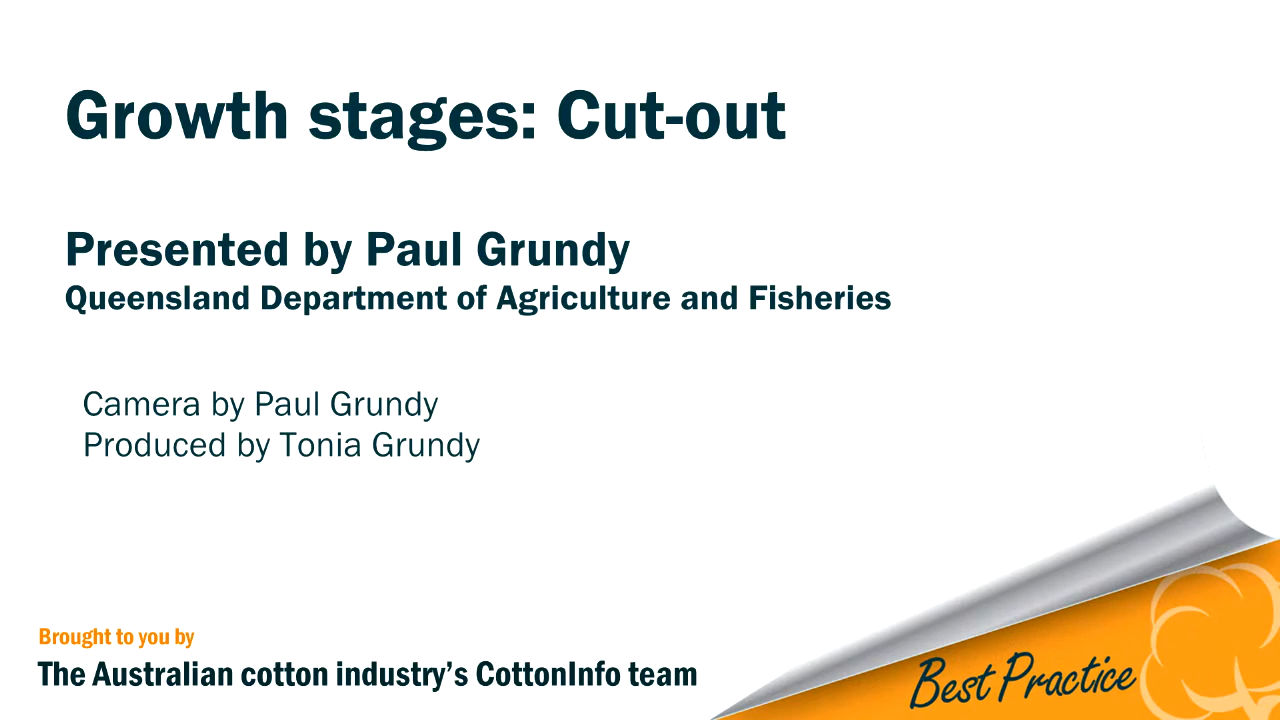 Growth stages: Cut-out
Presented by Paul Grundy
Queensland Department of Agriculture and Fisheries
Camera by Paul Grundy
Produced by Tonia Grundy
Brought to you by
The Australian cotton industry’s CottonInfo team
Best Practice